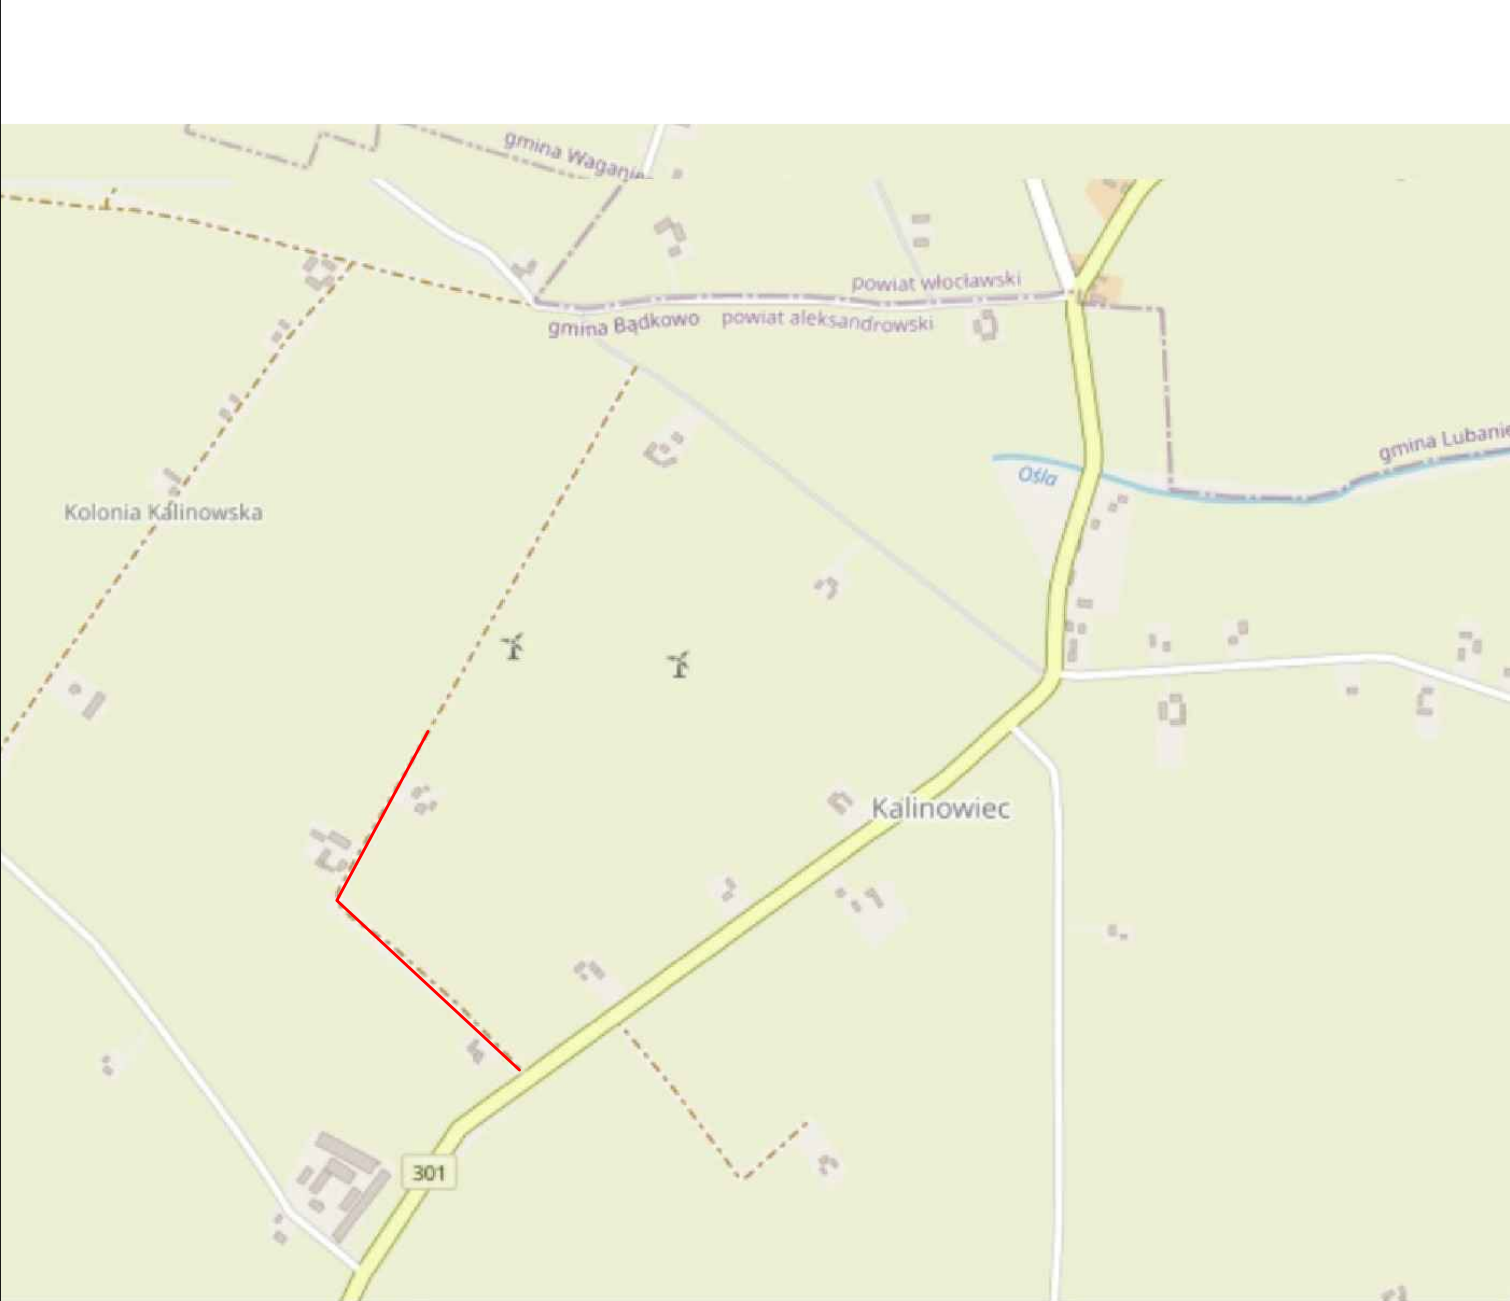 gmina Waganie
powiat włocławski
gmina Bądkowo
powiat aleksandrowski
gmina Lubanie
Ośla
Kolonia Kalinowska
Kalinowiec
301